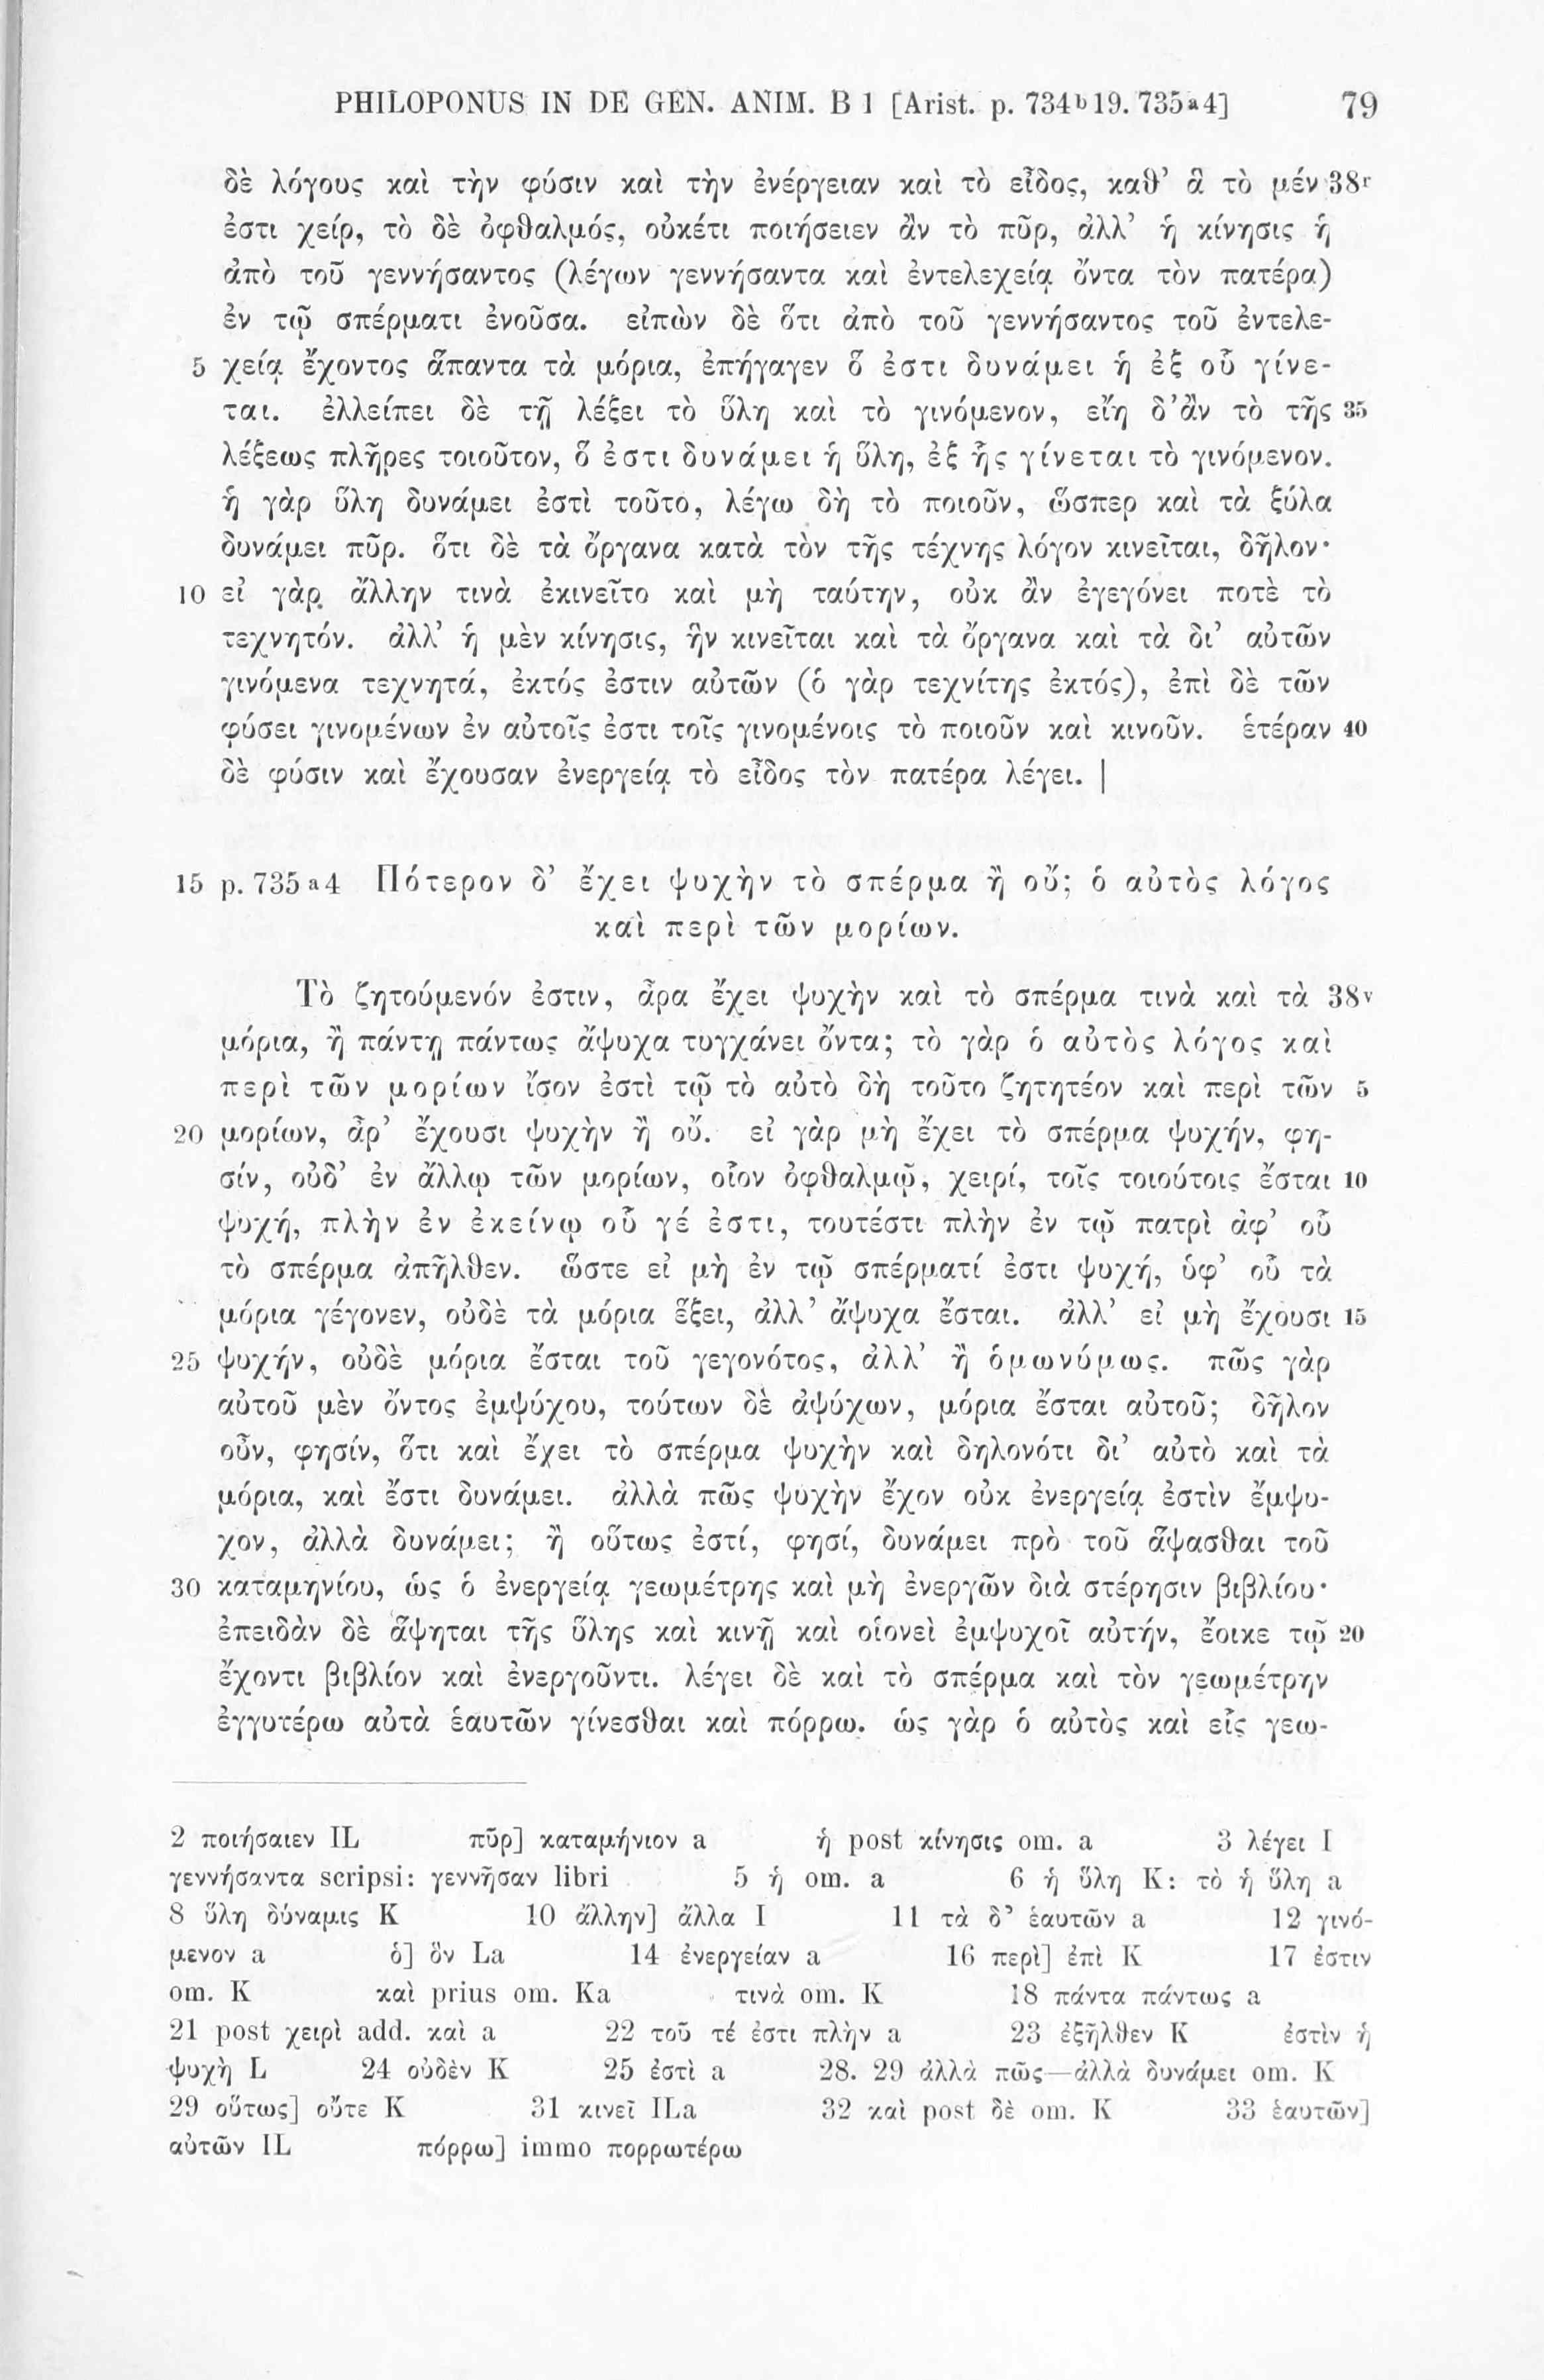 PHILOPONUS IN DE GEN. ANIM. B 1 [Arist. p. 734ᵇ19. 735ᵃ4] 79
δὲ λόγους καὶ τὴν φύσιν καὶ τὴν ἐνέργειαν καὶ τὸ εἶδος, καθ’ ἃ τὸ μέν 38ʳ
ἐστι χείρ, τὸ δὲ ὀφθαλμός, οὐκέτι ποιήσειεν ἂν τὸ πῦρ, ἀλλ’ ἡ κίνησις ἡ
ἀπὸ τοῦ γεννήσαντος (λέγων γεννήσαντα καὶ ἐντελεχείᾳ ὄντα τὸν πατέρα)
ἐν τῷ σπέρματι ἐνοῦσα. εἰπὼν δὲ ὅτι ἀπὸ τοῦ γεννήσαντος τοῦ ἐντελε-
5 χείᾳ ἔχοντος ἅπαντα τὰ μόρια, ἐπήγαγεν ὅ ἐστι δυνάμει ἡ ἐξ οὗ γίνε-
ται. ἐλλείπει δὲ τῇ λέξει τὸ ὕλη καὶ τὸ γινόμενον, εἴη δ’ἂν τὸ τῆς 35
λέξεως πλῆρες τοιοῦτον, ὅ ἐστι δυνάμει ἡ ὕλη, ἐξ ἧς γίνεται τὸ γινόμενον.
ἡ γὰρ ὕλη δυνάμει ἐστὶ τοῦτο, λέγω δὴ τὸ ποιοῦν, ὥσπερ καὶ τὰ ξύλα
δυνάμει πῦρ. ὅτι δὲ τὰ ὄργανα κατὰ τὸν τῆς τέχνης λόγον κινεῖται, δῆλον·
10 εἰ γὰρ ἄλλην τινὰ ἐκινεῖτο καὶ μὴ ταύτην, οὐκ ἂν ἐγεγόνει ποτὲ τὸ
τεχνητόν. ἀλλ’ ἡ μὲν κίνησις, ἣν κινεῖται καὶ τὰ ὄργανα καὶ τὰ δι’ αὐτῶν
γινόμενα τεχνητά, ἐκτός ἐστιν αὐτῶν (ὁ γὰρ τεχνίτης ἐκτός), ἐπὶ δὲ τῶν
φύσει γινομένων ἐν αὐτοῖς ἐστι τοῖς γινομένοις τὸ ποιοῦν καὶ κινοῦν. ἑτέραν 40
δὲ φύσιν καὶ ἔχουσαν ἐνεργείᾳ τὸ εἶδος τὸν πατέρα λέγει. |
15 p. 735ᵃ4 Πότερον δ’ ἔχει ψυχὴν τὸ σπέρμα ἢ οὔ; ὁ αὐτὸς λόγος
καὶ περὶ τῶν μορίων.
Τὸ ζητούμενόν ἐστιν, ἆρα ἔχει ψυχὴν καὶ τὸ σπέρμα τινὰ καὶ τὰ 38ᵛ
μόρια, ἢ πάντῃ πάντως ἄψυχα τυγχάνει ὄντα; τὸ γὰρ ὁ αὐτὸς λόγος καὶ
περὶ τῶν μορίων ἴσον ἐστὶ τῷ τὸ αὐτὸ δὴ τοῦτο ζητητέον καὶ περὶ τῶν 5
20 μορίων, ἆρ’ ἔχουσι ψυχὴν ἢ οὔ. εἰ γὰρ μὴ ἔχει τὸ σπέρμα ψυχήν, φη-
σίν, οὐδ’ ἐν ἄλλῳ τῶν μορίων, οἷον ὀφθαλμῷ, χειρί, τοῖς τοιούτοις ἔσται 10
ψυχή, πλὴν ἐν ἐκείνῳ οὗ γέ ἐστι, τουτέστι πλὴν ἐν τῷ πατρὶ ἀφ’ οὗ
τὸ σπέρμα ἀπῆλθεν. ὥστε εἰ μὴ ἐν τῷ σπέρματί ἐστι ψυχή, ὑφ’ οὗ τὰ
μόρια γέγονεν, οὐδὲ τὰ μόρια ἕξει, ἀλλ’ ἄψυχα ἔσται. ἀλλ’ εἰ μὴ ἔχουσι 15
25 ψυχήν, οὐδὲ μόρια ἔσται τοῦ γεγονότος, ἀλλ’ ἢ ὁμωνύμως. πῶς γὰρ
αὐτοῦ μὲν ὄντος ἐμψύχου, τούτων δὲ ἀψύχων, μόρια ἔσται αὐτοῦ; δῆλον
οὖν, φησίν, ὅτι καὶ ἔχει τὸ σπέρμα ψυχὴν καὶ δηλονότι δι’ αὐτὸ καὶ τὰ
μόρια, καὶ ἔστι δυνάμει. ἀλλὰ πῶς ψυχὴν ἔχον οὐκ ἐνεργείᾳ ἐστὶν ἔμψυ-
χον, ἀλλὰ δυνάμει; ἢ οὕτως ἐστί, φησί, δυνάμει πρὸ τοῦ ἅψασθαι τοῦ
30 καταμηνίου, ὡς ὁ ἐνεργείᾳ γεωμέτρης καὶ μὴ ἐνεργῶν διὰ στέρησιν βιβλίου·
ἐπειδὰν δὲ ἅψηται τῆς ὕλης καὶ κινῇ καὶ οἱονεὶ ἐμψυχοῖ αὐτήν, ἔοικε τῷ 20
ἔχοντι βιβλίον καὶ ἐνεργοῦντι. λέγει δὲ καὶ τὸ σπέρμα καὶ τὸν γεωμέτρην
ἐγγυτέρω αὐτὰ ἑαυτῶν γίνεσθαι καὶ πόρρω. ὡς γὰρ ὁ αὐτὸς καὶ εἷς γεω-
2 ποιήσαιεν IL πῦρ] καταμήνιον a ἡ post κίνησις om. a 3 λέγει I
γεννήσαντα scripsi: γεννῆσαν libri 5 ἡ om. a 6 ἡ ὕλη K: τὸ ἡ ὕλη a
8 ὕλη δύναμις K 10 ἄλλην] ἄλλα I 11 τὰ δ’ ἑαυτῶν a 12 γινό-
μενον a ὁ] ὃν La 14 ἐνεργείαν a 16 περὶ] ἐπὶ K 17 ἐστιν
om. K καὶ prius om. Ka τινὰ om. K 18 πάντα πάντως a
21 post χειρὶ add. καὶ a 22 τοῦ τέ ἐστι πλὴν a 23 ἐξῆλθεν K ἐστὶν ἡ
ψυχὴ L 24 οὐδὲν K 25 ἐστὶ a 28. 29 ἀλλὰ πῶς—ἀλλὰ δυνάμει om. K
29 οὕτως] οὔτε K 31 κινεῖ ILa 32 καὶ post δὲ om. K 33 ἑαυτῶν]
αὐτῶν IL πόρρω] immo πορρωτέρω